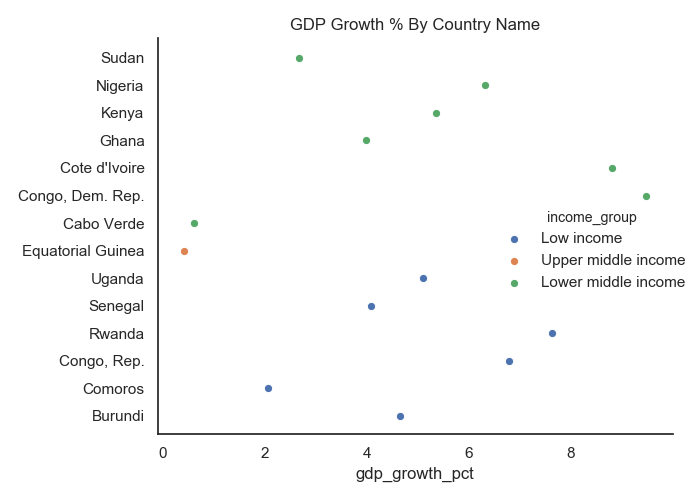 GDP Growth % By Country Name
Sudan
Nigeria
Kenya
Ghana
Cote d'Ivoire
Congo, Dem. Rep.
Cabo Verde
Equatorial Guinea
Uganda
Senegal
Rwanda
Congo, Rep.
Comoros
Burundi
income_group
Low income
Upper middle income
Lower middle income
0 2 4 6 8
gdp_growth_pct